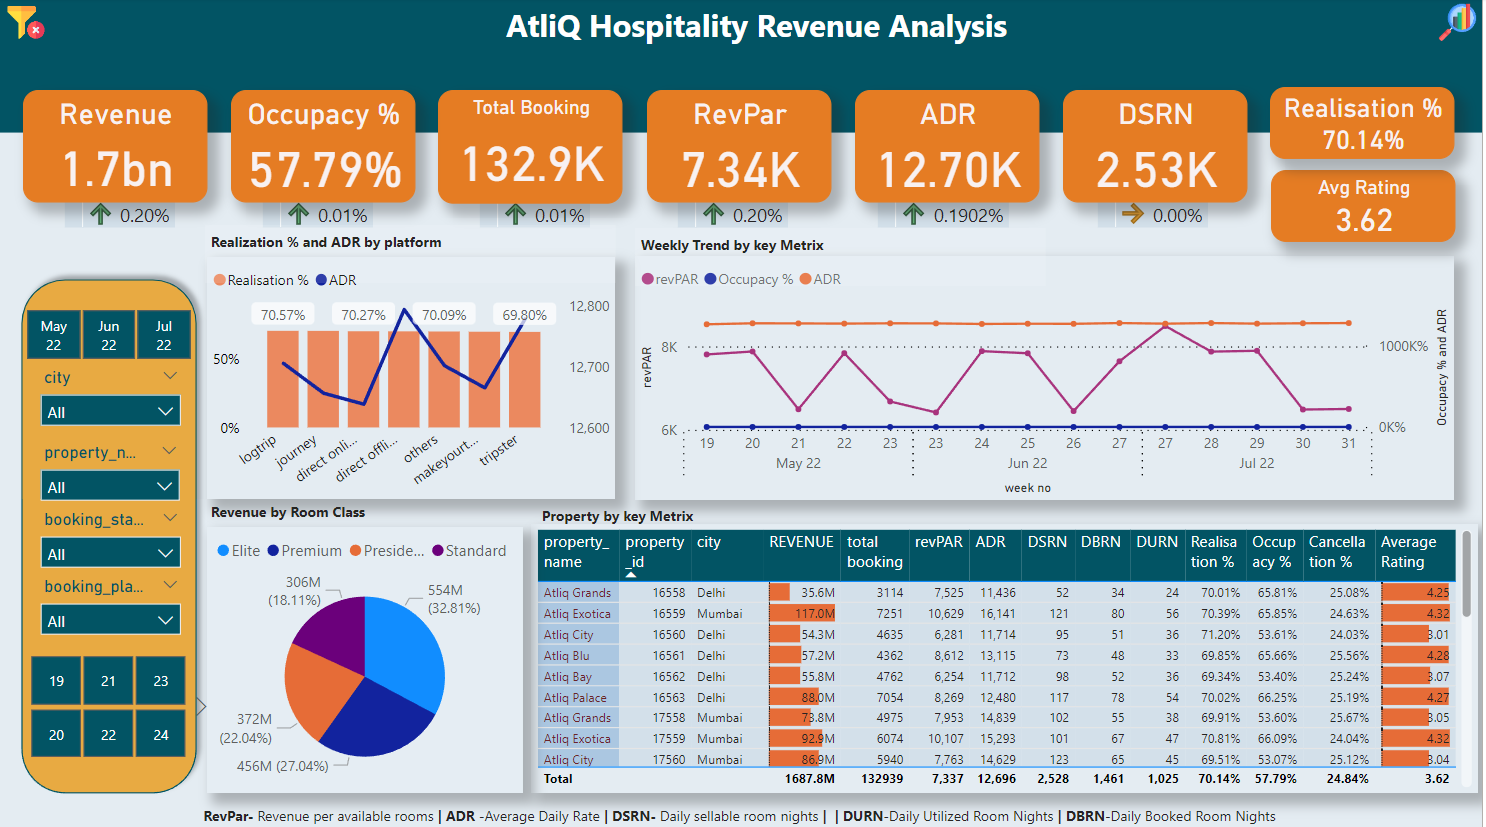 AtliQ Hospitality Revenue Analysis
Revenue
1.7bn
0.20%
Occupacy %
57.79%
0.01%
Total Booking
132.9K
0.01%
RevPar
7.34K
0.20%
ADR
12.70K
0.1902%
DSRN
2.53K
0.00%
Realisation %
70.14%
Avg Rating
3.62
May 22
Jun 22
Jul 22
city
All
property_n...
All
booking_sta...
All
booking_pla...
All
19 21 23
20 22 24
Realization % and ADR by platform
Realisation % ADR
70.57% 70.27% 70.09% 69.80%
12,800
50%
12,700
0%
12,600
logtrip
journey
direct onli...
direct offli...
others
makeyourt...
tripster
Weekly Trend by key Metrix
revPAR Occupacy % ADR
revPAR
8K
6K
1000K%
0K%
Occupacy % and ADR
19 20 21 22 23 23 24 25 26 27 27 28 29 30 31
May 22 Jun 22 Jul 22
week no
Revenue by Room Class
Elite Premium Preside... Standard
306M
(18.11%)
554M
(32.81%)
372M
(22.04%)
456M (27.04%)
Property by key Metrix
property_name property_id city REVENUE total booking revPAR ADR DSRN DBRN DURN Realisation % Occupacy % Cancellation % Average Rating
Atliq Grands 16558 Delhi 35.6M 3114 7,525 11,436 52 34 24 70.01% 65.81% 25.08% 4.25
Atliq Exotica 16559 Mumbai 117.0M 7251 10,629 16,141 121 80 56 70.39% 65.85% 24.63% 4.32
Atliq City 16560 Delhi 54.3M 4635 6,281 11,714 95 51 36 71.20% 53.61% 24.03% 3.01
Atliq Blu 16561 Delhi 57.2M 4362 8,612 13,115 73 48 33 69.85% 65.66% 25.56% 4.28
Atliq Bay 16562 Delhi 55.8M 4762 6,254 11,712 98 52 36 69.34% 53.40% 25.24% 3.07
Atliq Palace 16563 Delhi 88.0M 7054 8,269 12,480 117 78 54 70.02% 66.25% 25.19% 4.27
Atliq Grands 17558 Mumbai 73.8M 4975 7,953 14,839 102 55 38 69.91% 53.60% 25.67% 3.05
Atliq Exotica 17559 Mumbai 92.9M 6074 10,107 15,293 101 67 47 70.81% 66.09% 24.04% 4.32
Atliq City 17560 Mumbai 86.9M 5940 7,763 14,629 123 65 45 69.51% 53.07% 25.12% 3.04
Total 1687.8M 132939 7,337 12,696 2,528 1,461 1,025 70.14% 57.79% 24.84% 3.62
RevPar- Revenue per available rooms | ADR -Average Daily Rate | DSRN- Daily sellable room nights | | DURN-Daily Utilized Room Nights | DBRN-Daily Booked Room Nights